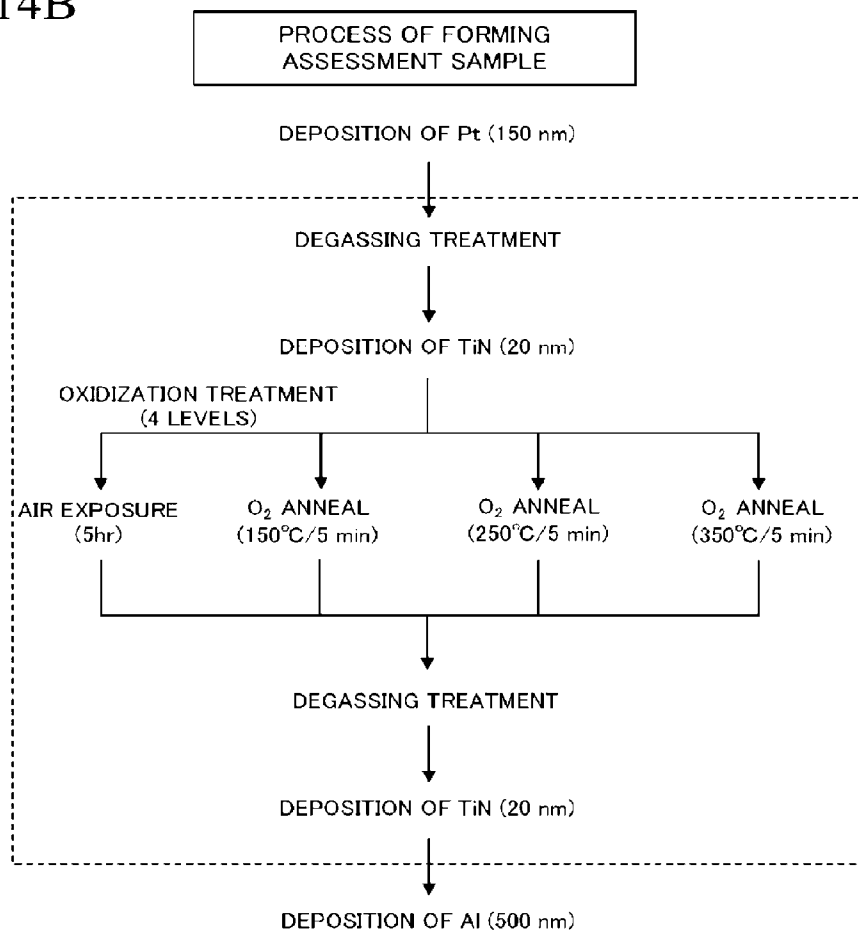 14B
PROCESS OF FORMING
ASSESSMENT SAMPLE
DEPOSITION OF Pt (150 nm)
DEGASSING TREATMENT
DEPOSITION OF TiN (20 nm)
OXIDIZATION TREATMENT
(4 LEVELS)
AIR EXPOSURE
(5hr)
O₂ ANNEAL
(150°C/5 min)
O₂ ANNEAL
(250°C/5 min)
O₂ ANNEAL
(350°C/5 min)
DEGASSING TREATMENT
DEPOSITION OF TiN (20 nm)
DEPOSITION OF Al (500 nm)